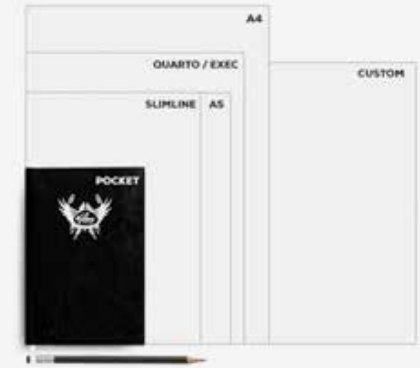 A4
QUARTO / EXEC
CUSTOM
SLIMLINE A5
POCKET